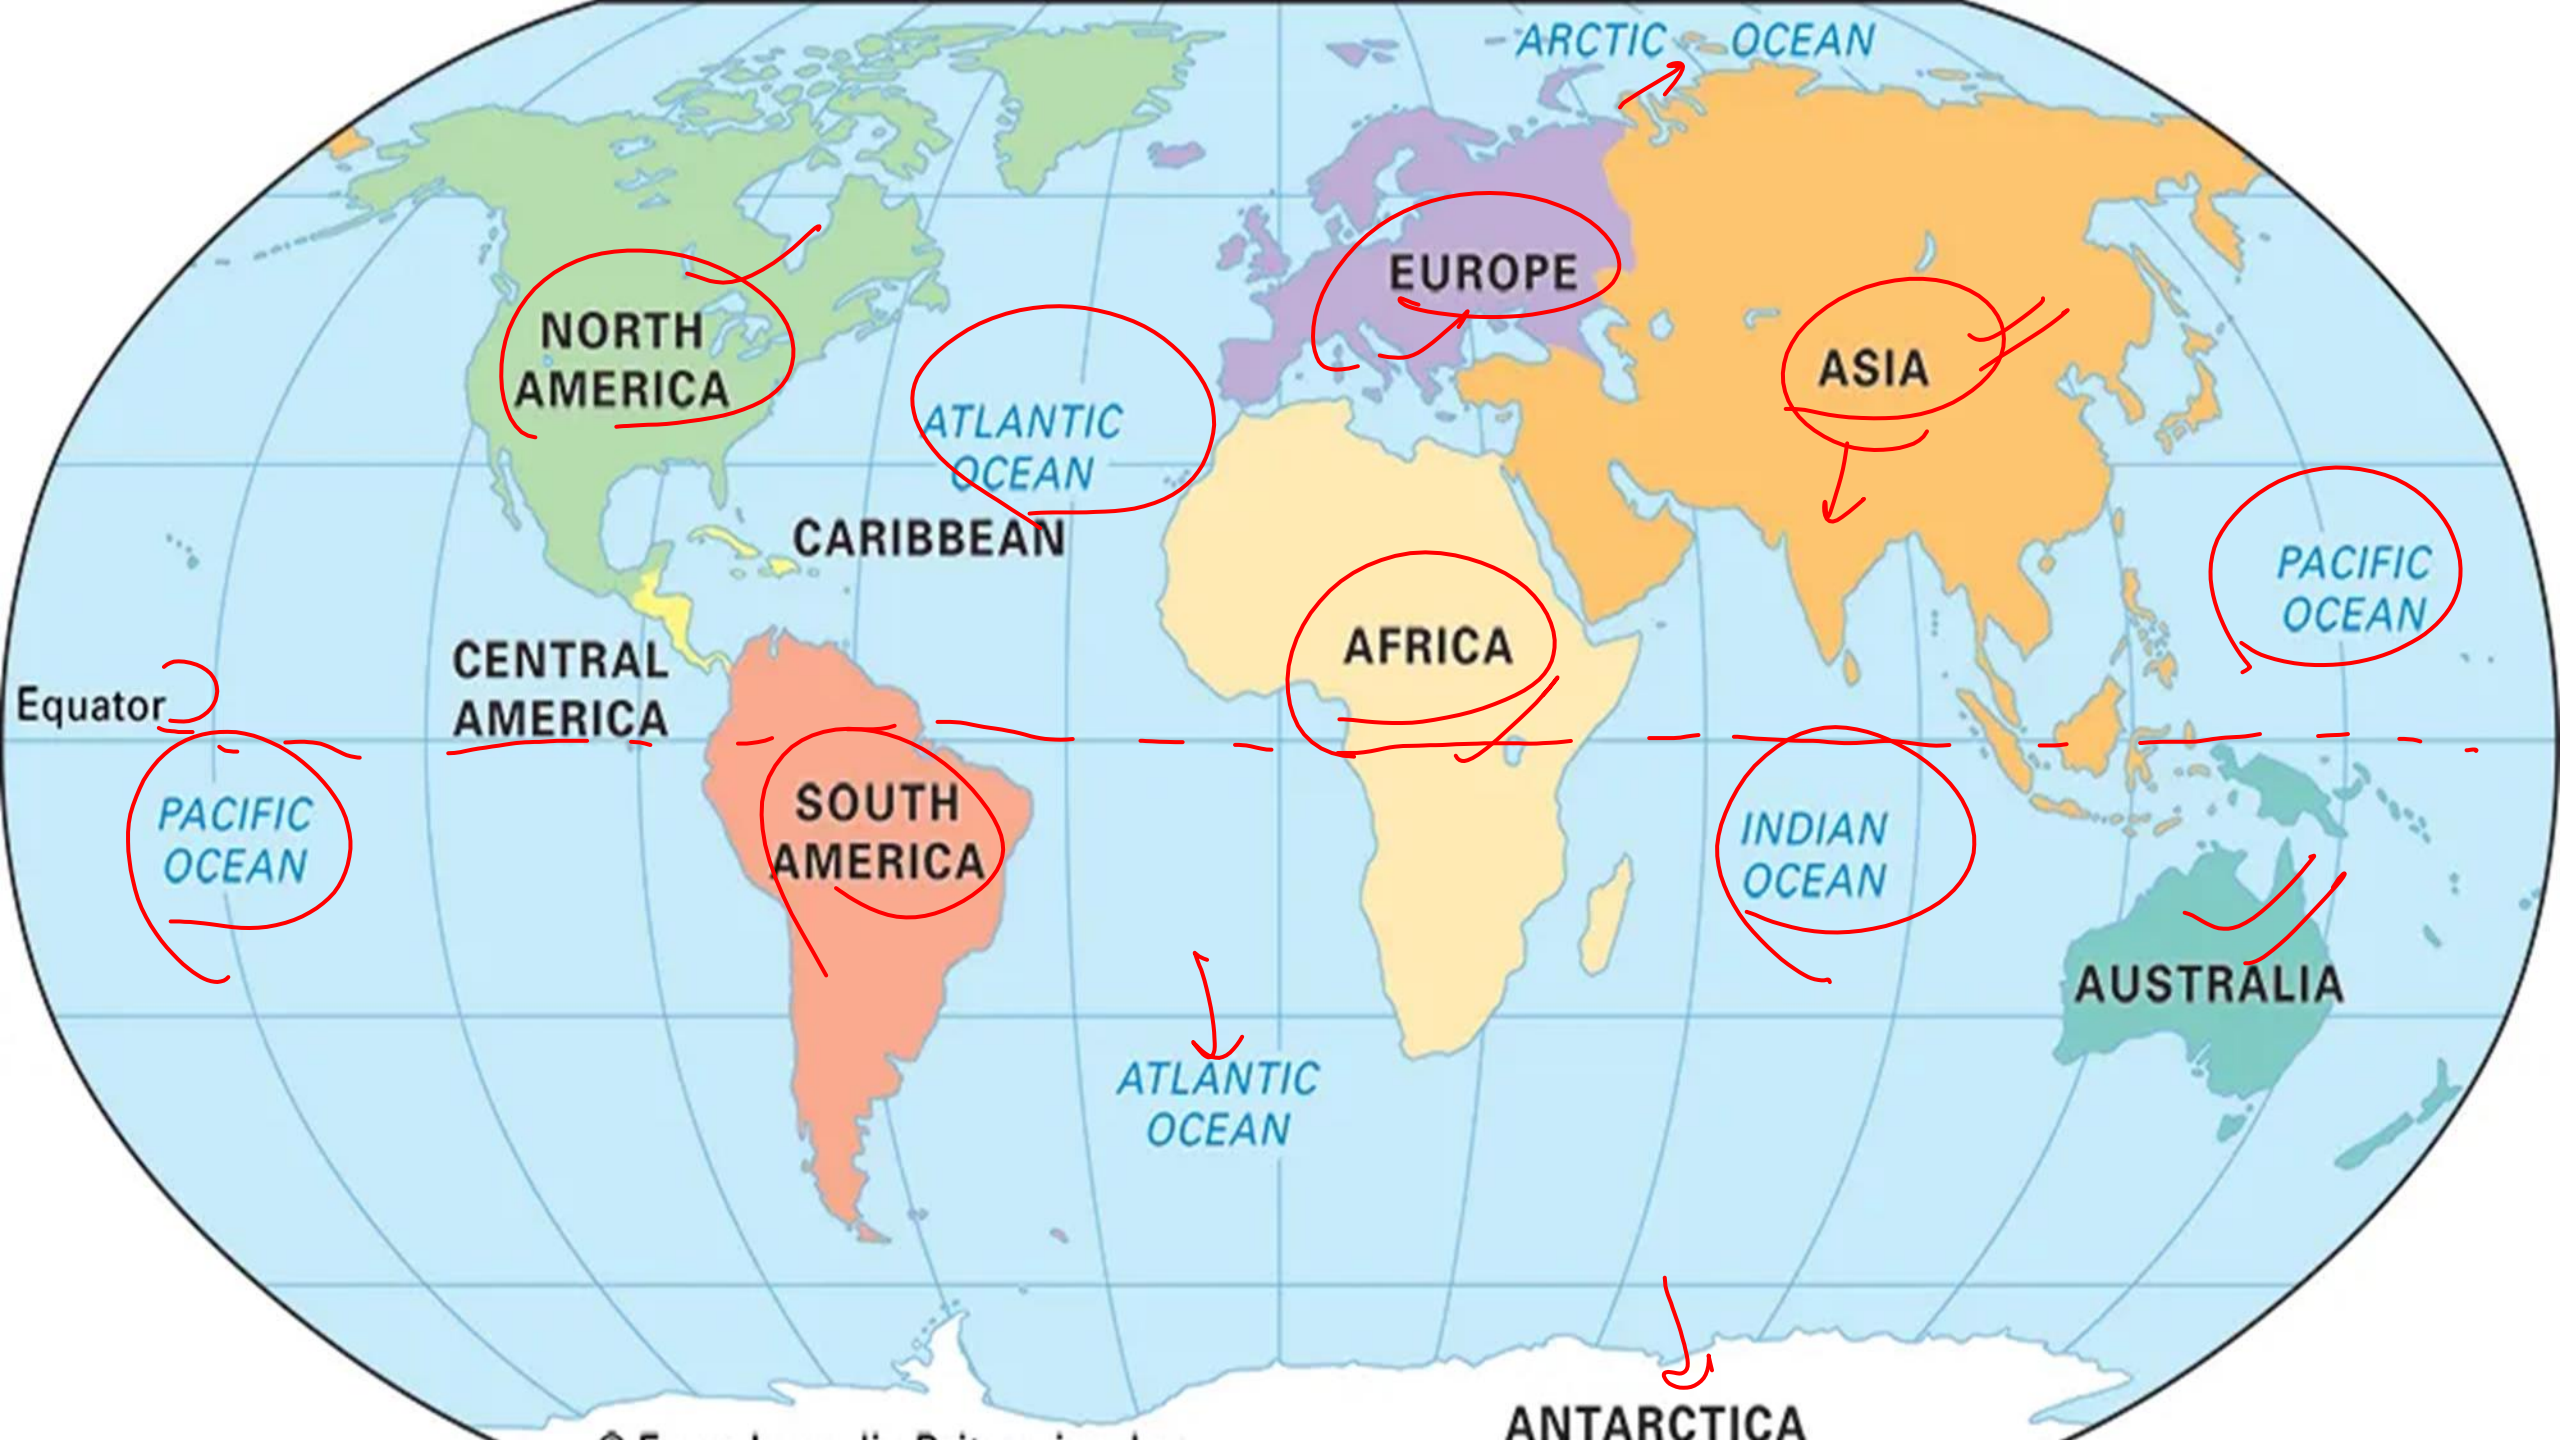 ARCTIC OCEAN
EUROPE
NORTH
AMERICA
ASIA
ATLANTIC
OCEAN
CARIBBEAN
PACIFIC
OCEAN
AFRICA
CENTRAL
AMERICA
Equator
SOUTH
AMERICA
PACIFIC
OCEAN
INDIAN
OCEAN
AUSTRALIA
ATLANTIC
OCEAN
ANTARCTICA